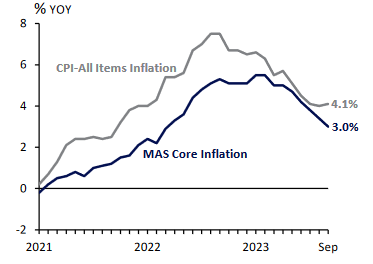 % YOY
8
CPI-All Items Inflation
6
4
4.1%
3.0%
MAS Core Inflation
2
0
-2
2021
2022
2023
Sep